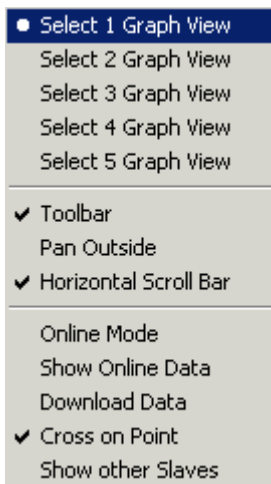 Select 1 Graph View
Select 2 Graph View
Select 3 Graph View
Select 4 Graph View
Select 5 Graph View
Toolbar
Pan Outside
Horizontal Scroll Bar
Online Mode
Show Online Data
Download Data
Cross on Point
Show other Slaves